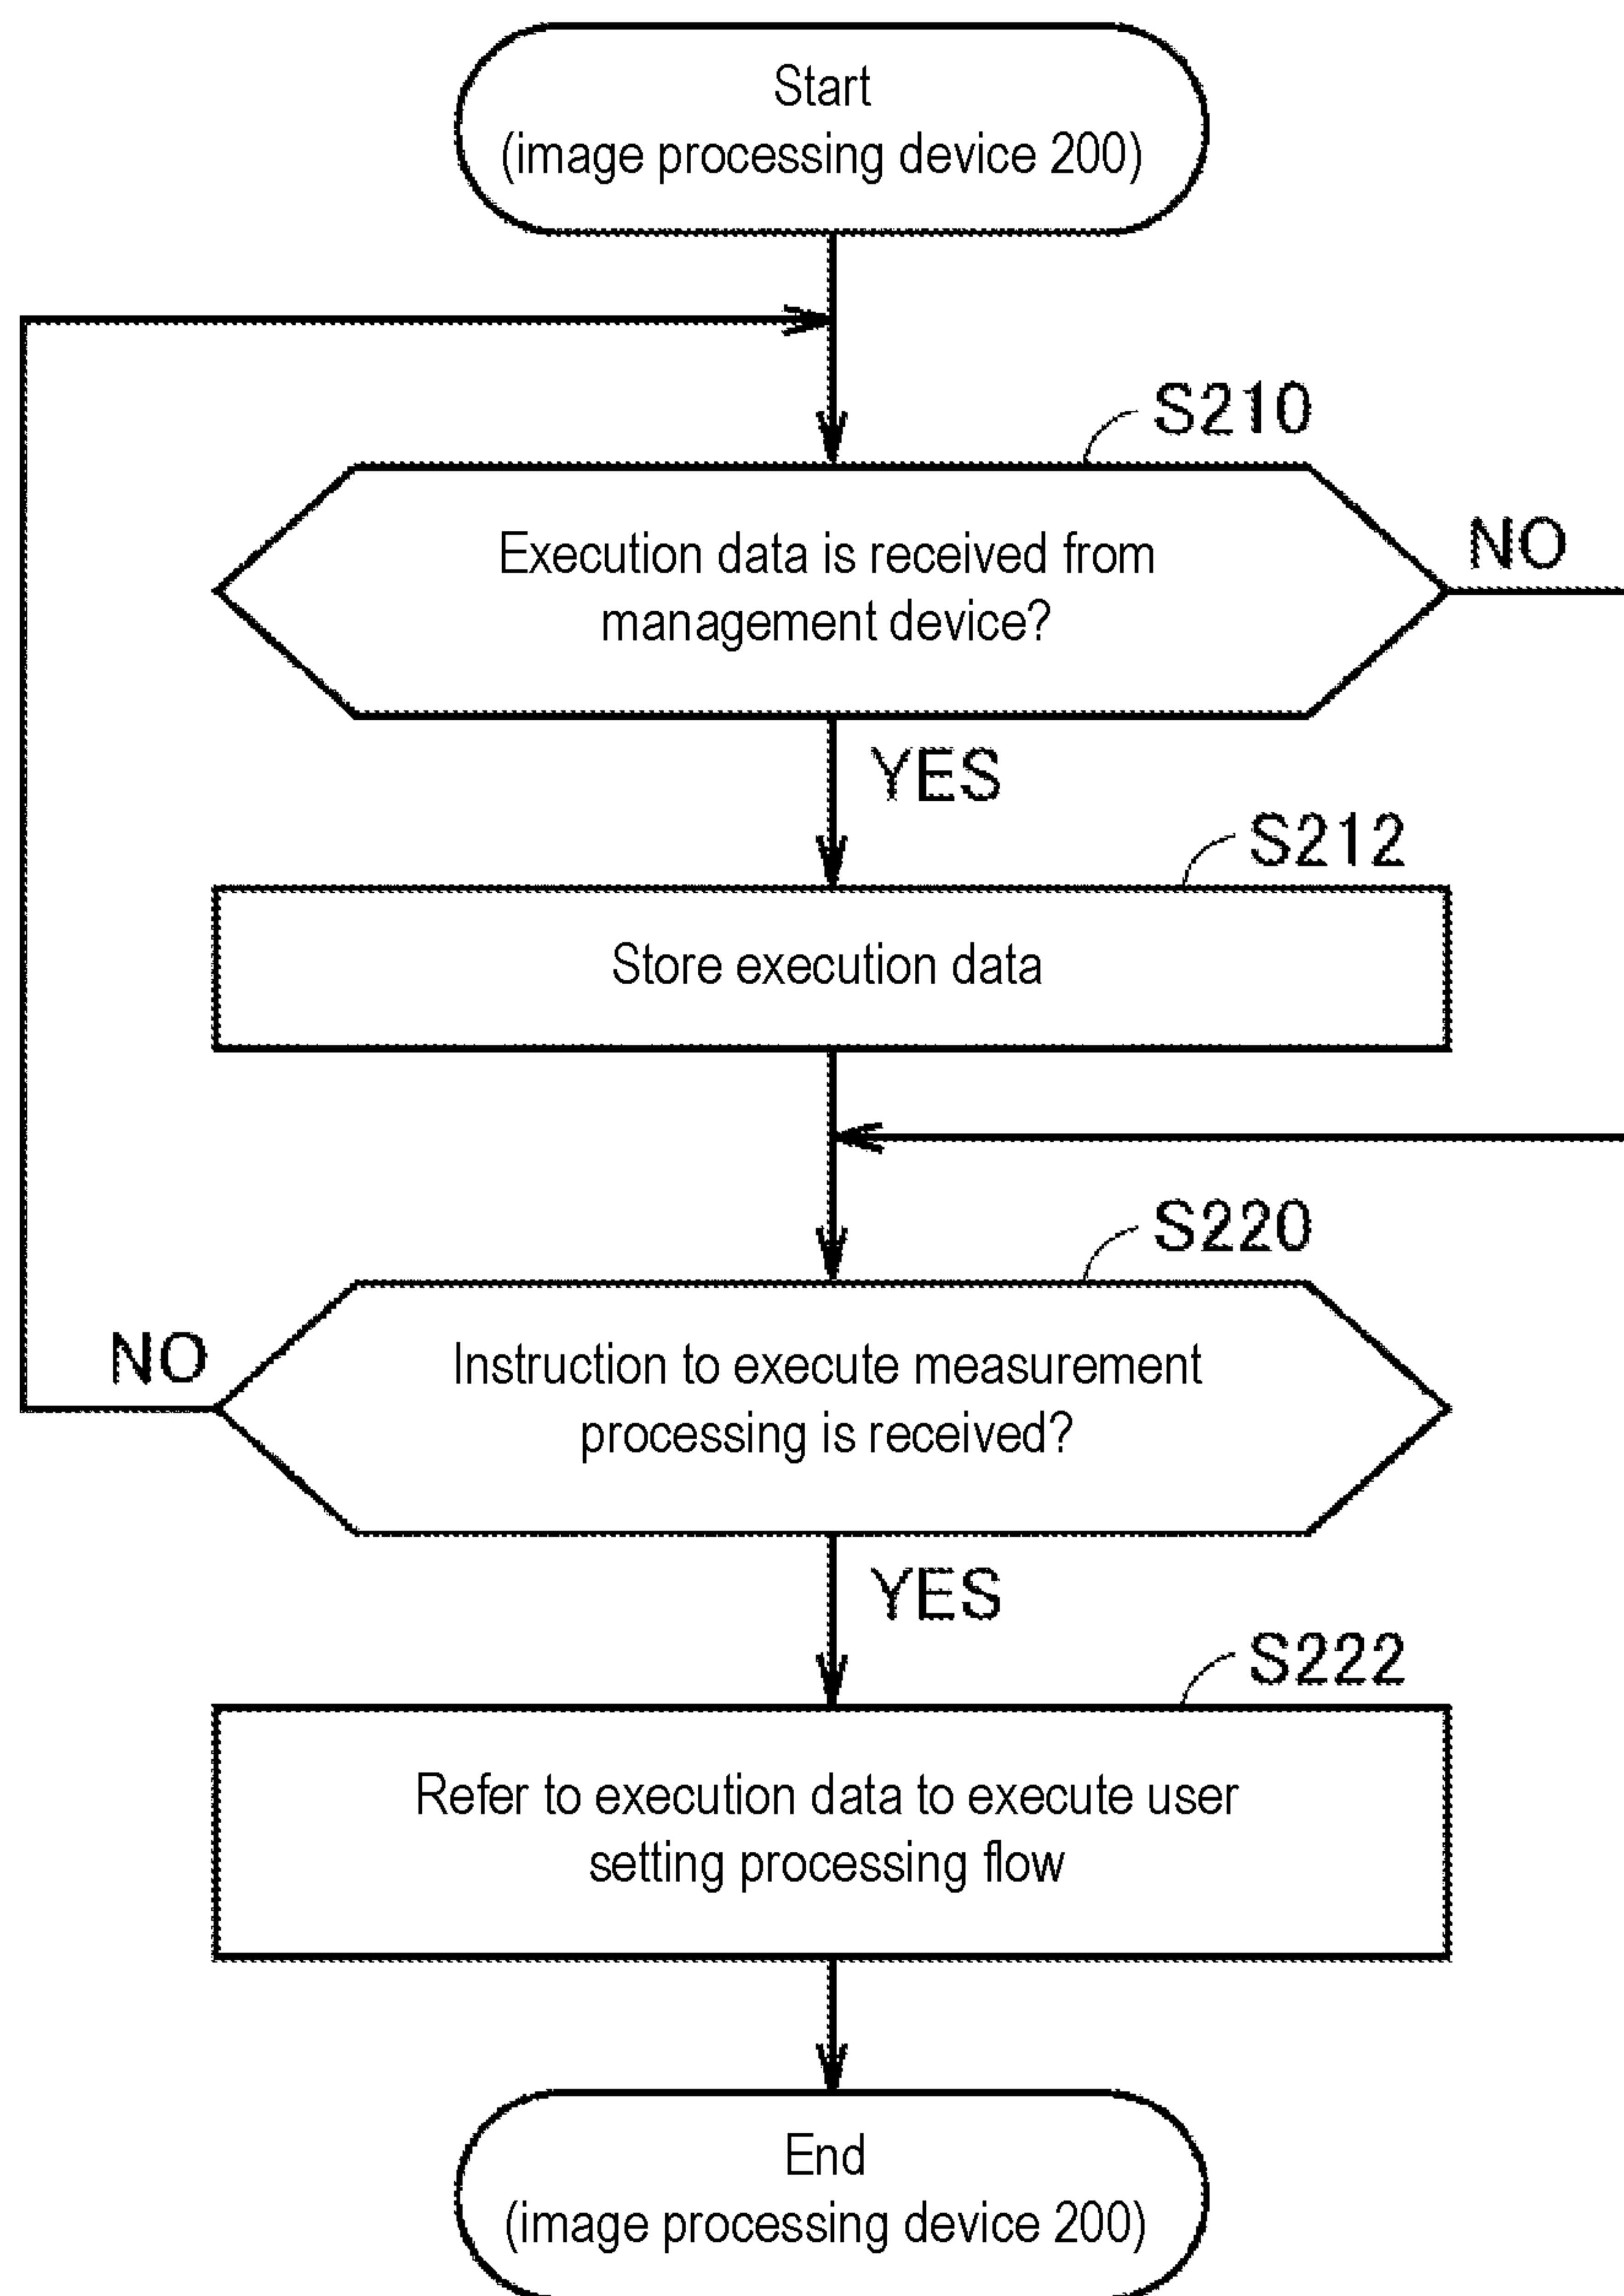 Start
(image processing device 200)
S210
Execution data is received from
management device?
NO
YES
S212
Store execution data
S220
Instruction to execute measurement
processing is received?
NO
YES
S222
Refer to execution data to execute user
setting processing flow
End
(image processing device 200)